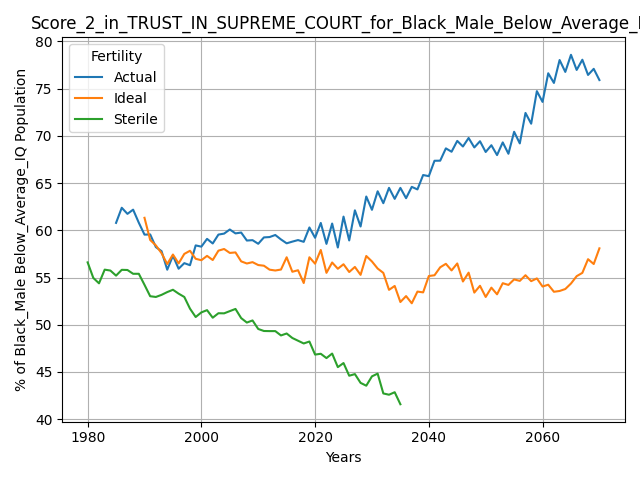 Score_2_in_TRUST_IN_SUPREME_COURT_for_Black_Male_Below_Average_
Fertility
Actual
Ideal
Sterile
% of Black_Male Below_Average_IQ Population
80
75
70
65
60
55
50
45
40
1980
2000
2020
2040
2060
Years